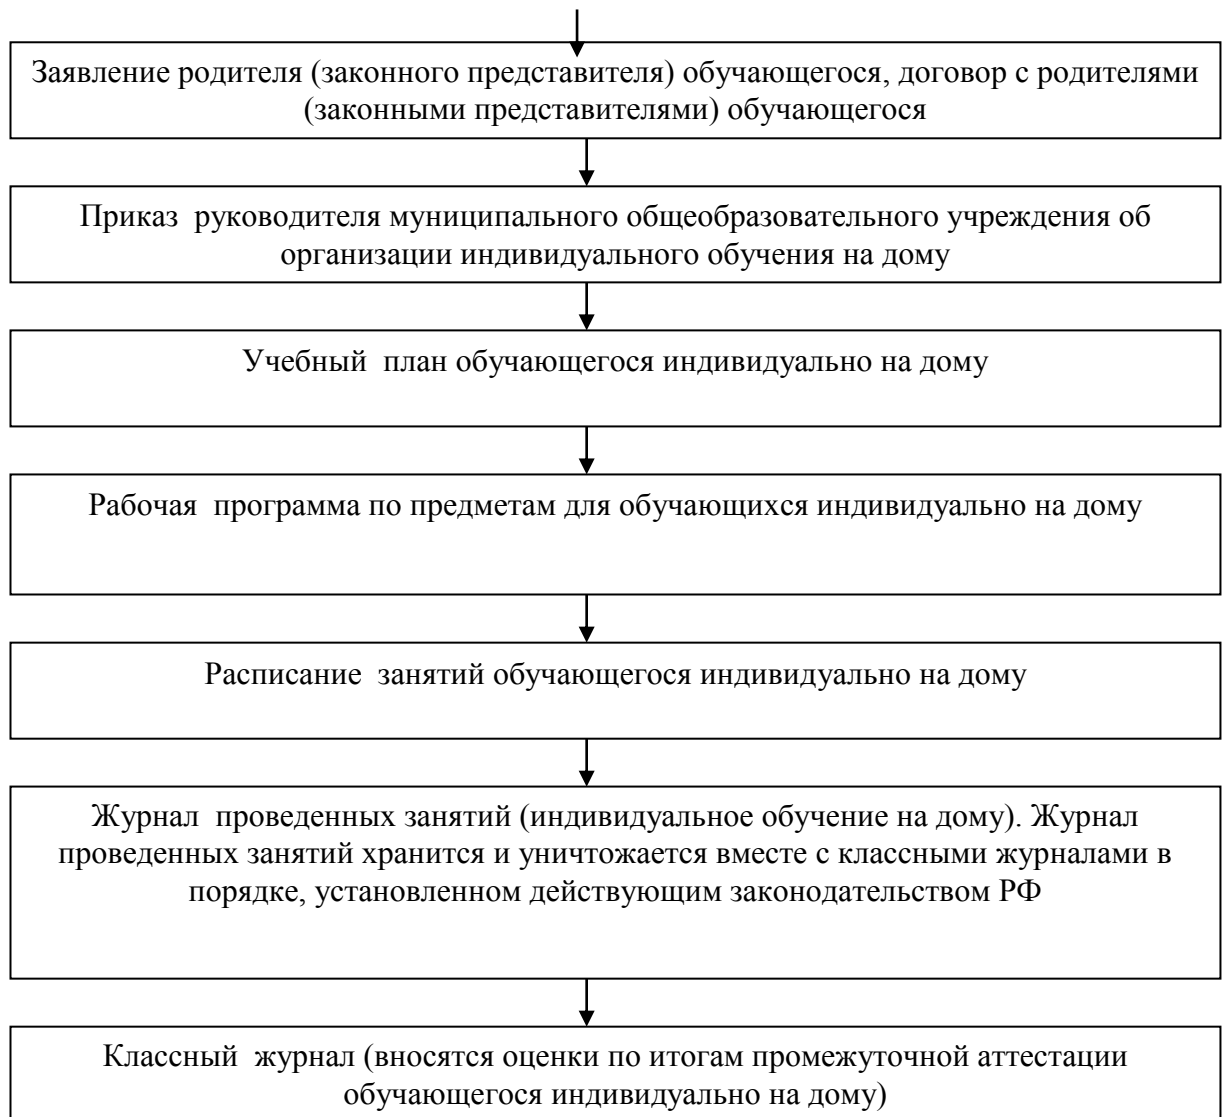 Заявление родителя (законного представителя) обучающегося, договор с родителями
(законными представителями) обучающегося
Приказ  руководителя муниципального общеобразовательного учреждения об
организации индивидуального обучения на дому
Учебный  план обучающегося индивидуально на дому
Рабочая  программа по предметам для обучающихся индивидуально на дому
Расписание  занятий обучающегося индивидуально на дому
Журнал  проведенных занятий (индивидуальное обучение на дому). Журнал
проведенных занятий хранится и уничтожается вместе с классными журналами в
порядке, установленном действующим законодательством РФ
Классный  журнал (вносятся оценки по итогам промежуточной аттестации
обучающегося индивидуально на дому)